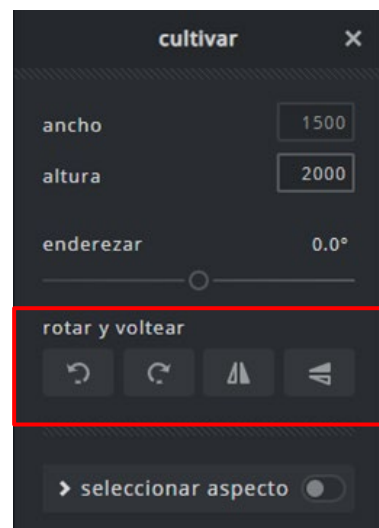 cultivar
ancho 1500
altura 2000
enderezar 0.0°
rotar y voltear
seleccionar aspecto